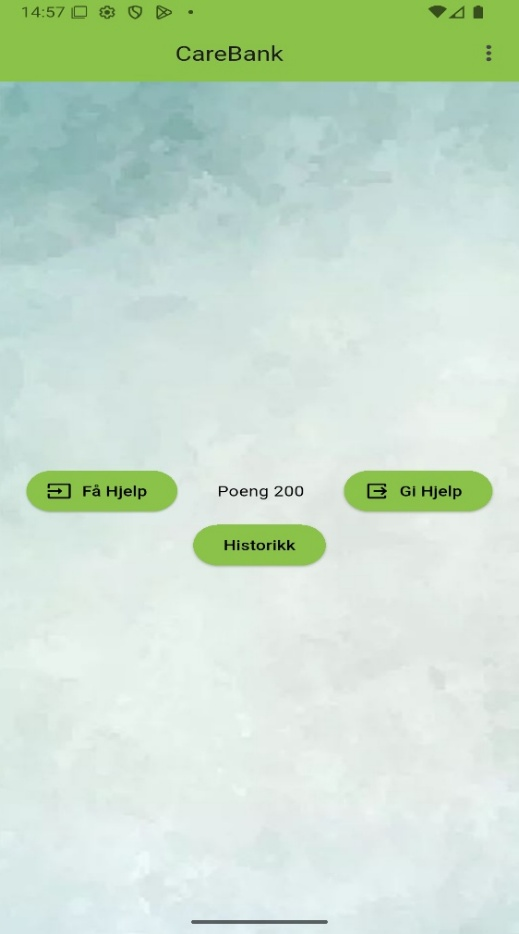 14:57
CareBank
Få Hjelp
Poeng 200
Gi Hjelp
Historikk